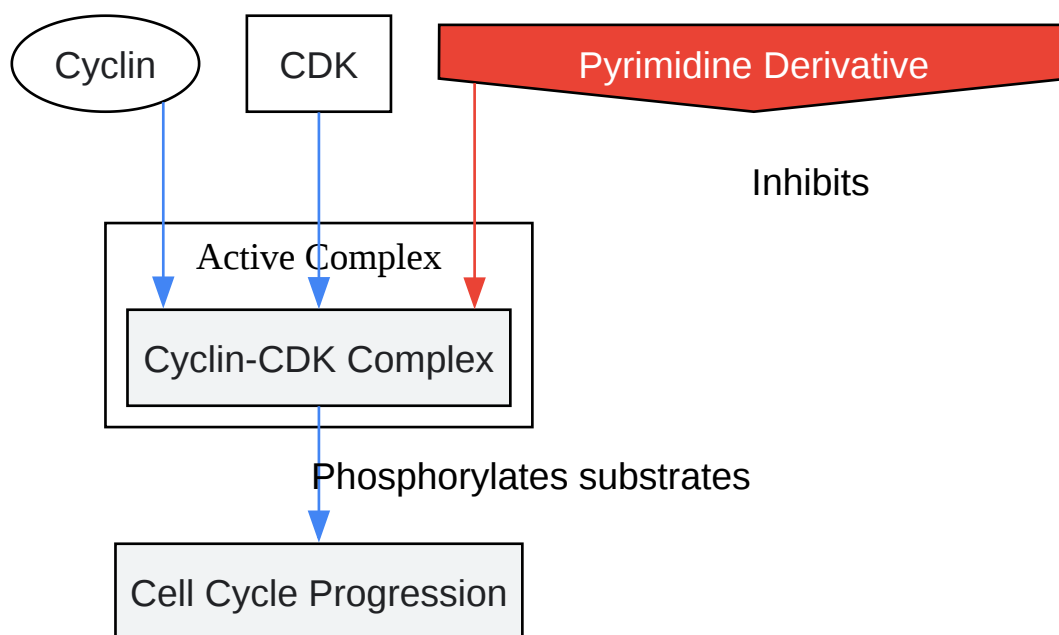 Cyclin
CDK
Pyrimidine Derivative
Inhibits
Active Complex
Cyclin-CDK Complex
Phosphorylates substrates
Cell Cycle Progression